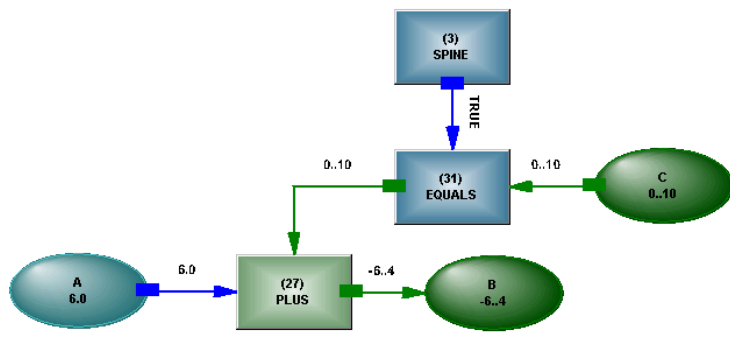 (3)
SPINE
TRUE
0..10
0..10
(31)
EQUALS
C
0..10
A
6.0
6.0
(27)
PLUS
-6..4
B
-6..4